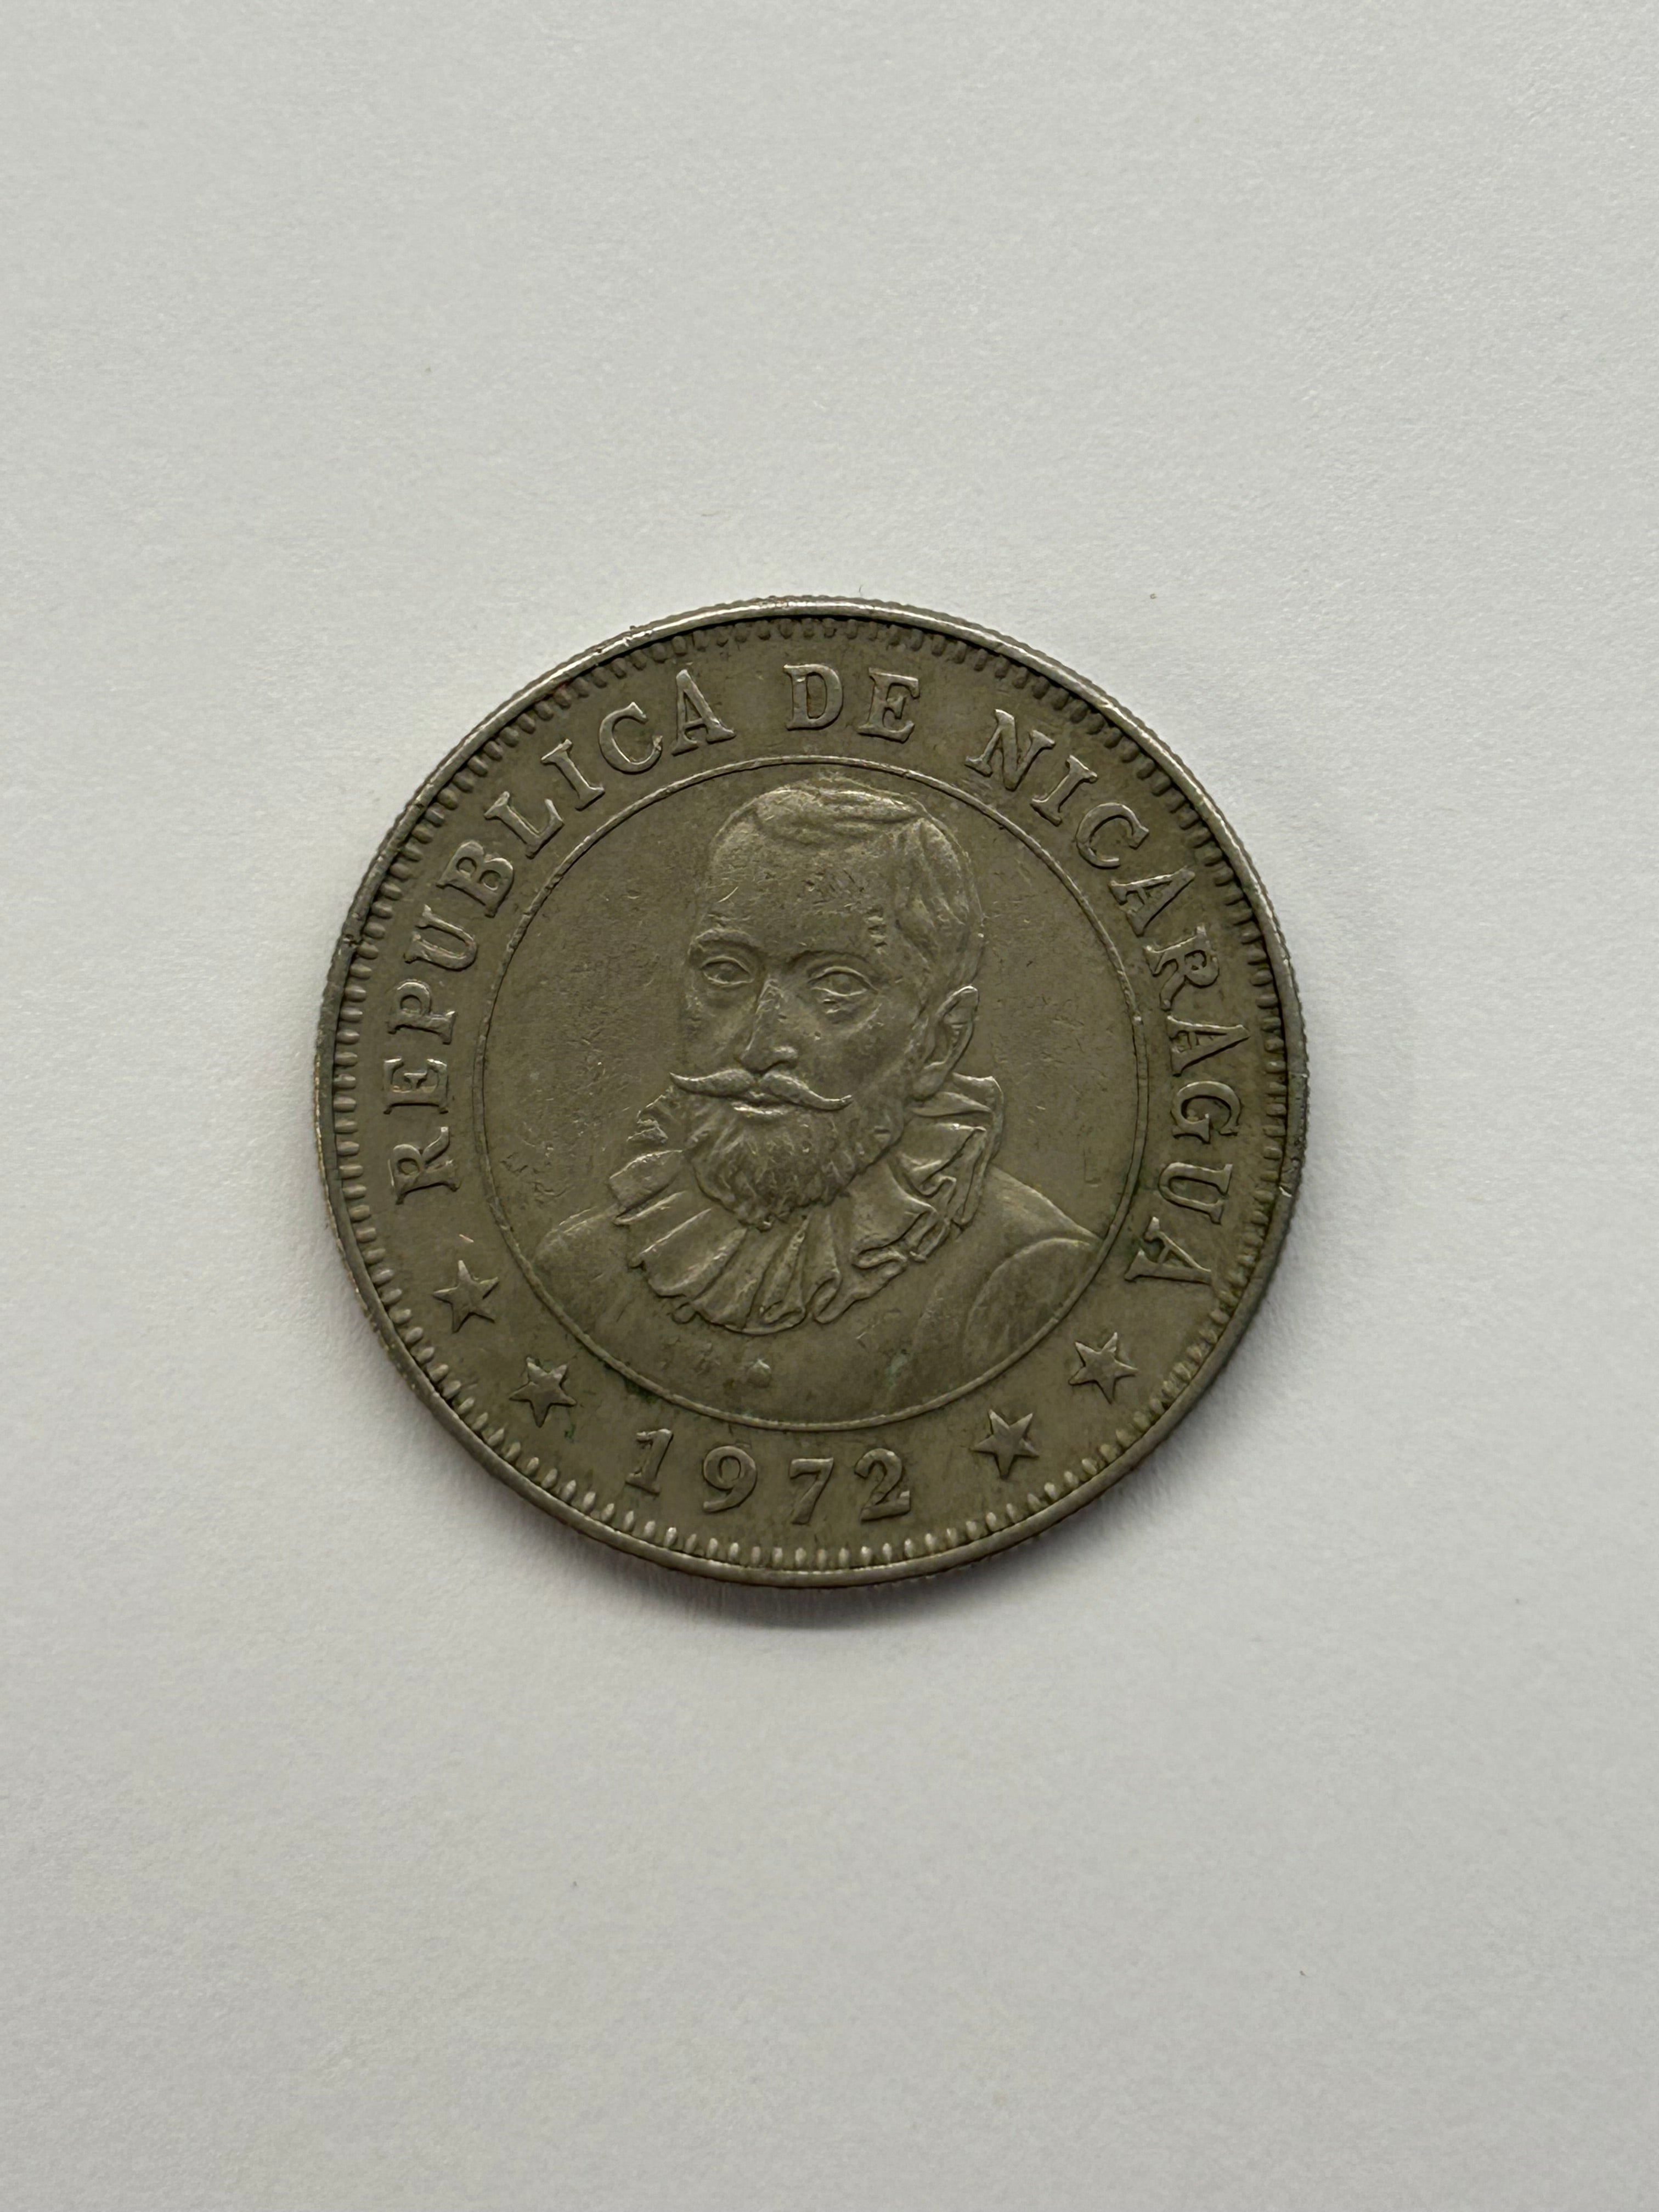 REPUBLICA DE NICARAGUA
1972